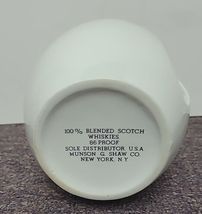 100 % BLENDED SCOTCH
WHISKIES
86 PROOF
SOLE DISTRIBUTOR, U.S.A
MUNSON G. SHAW CO.
NEW YORK, N.Y